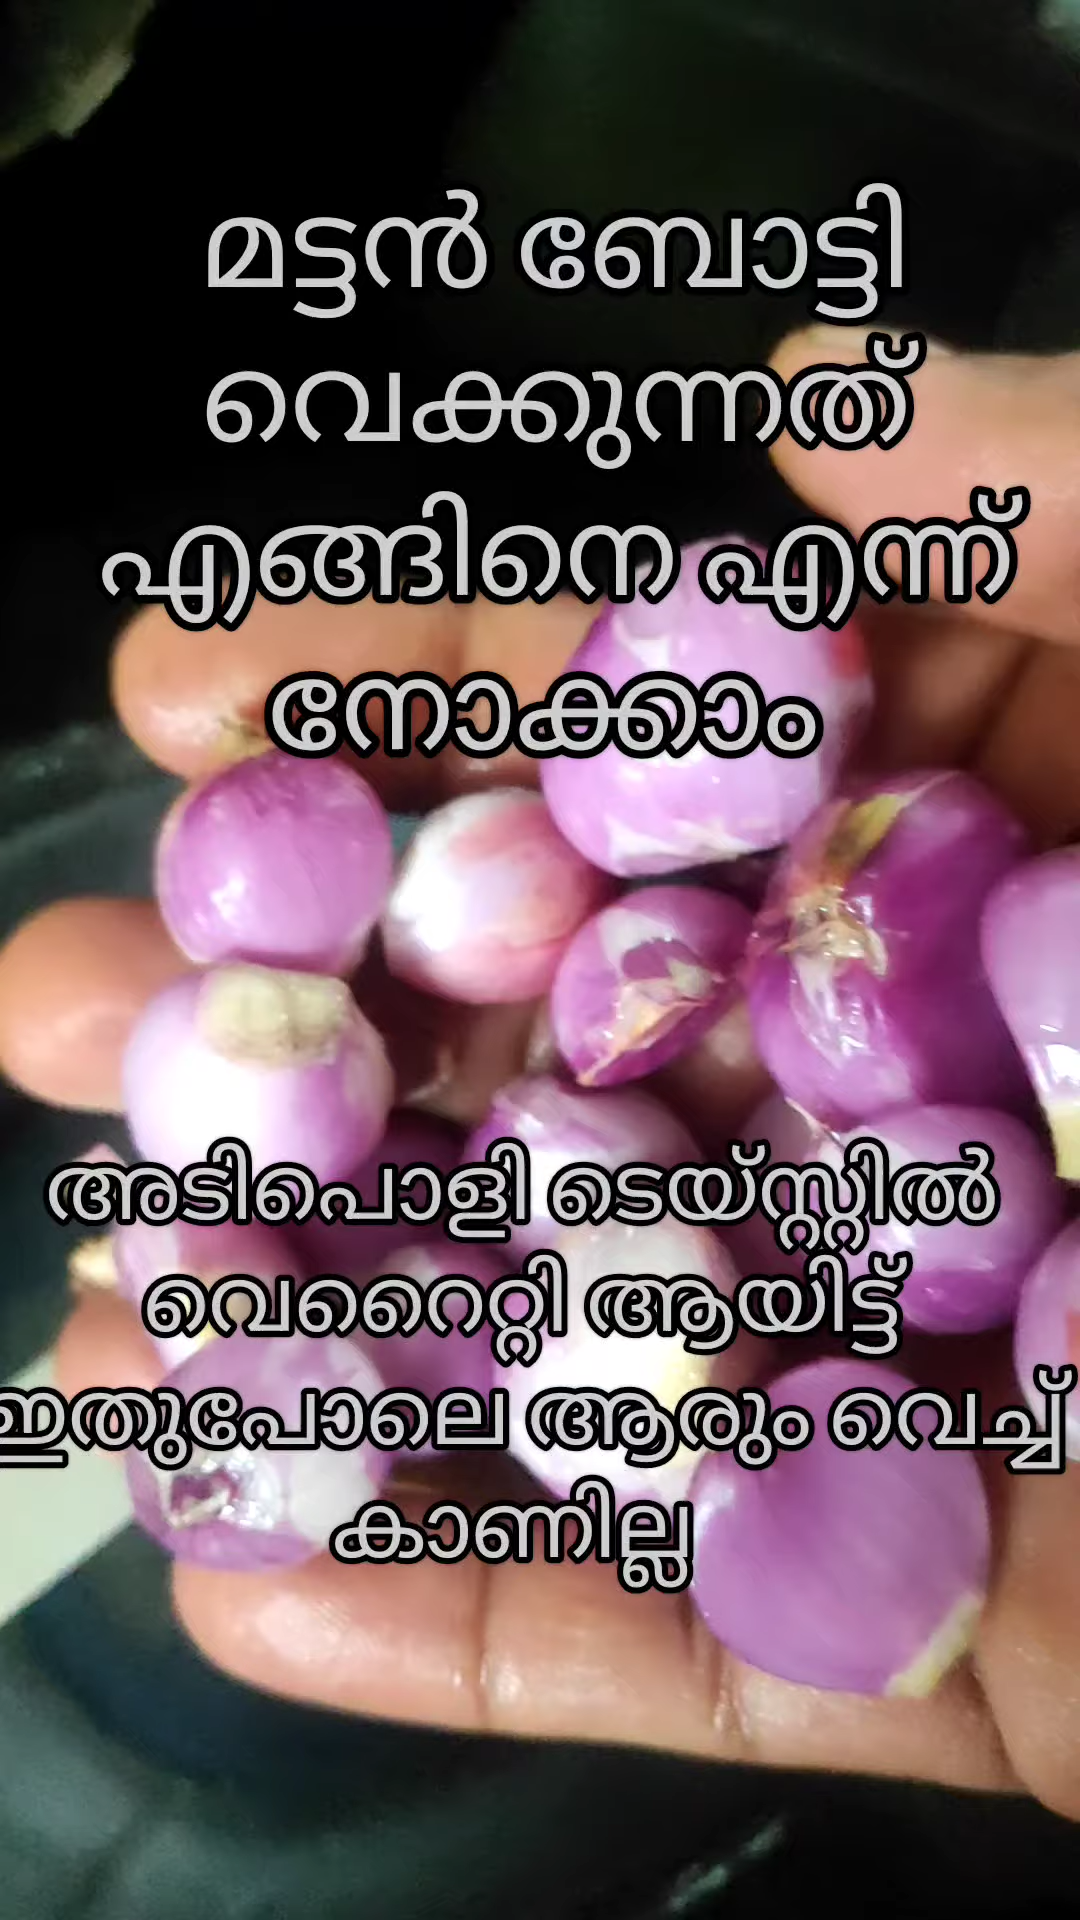 മട്ടൻ ബോട്ടി
വെക്കുന്നത്
എങ്ങിനെ എന്ന്
നോക്കാം
അടിപൊളി ടെയ്സ്റ്റിൽ
വെറൈറ്റി ആയിട്ട്
ഇതുപോലെ ആരും വെച്ച്
കാണില്ല